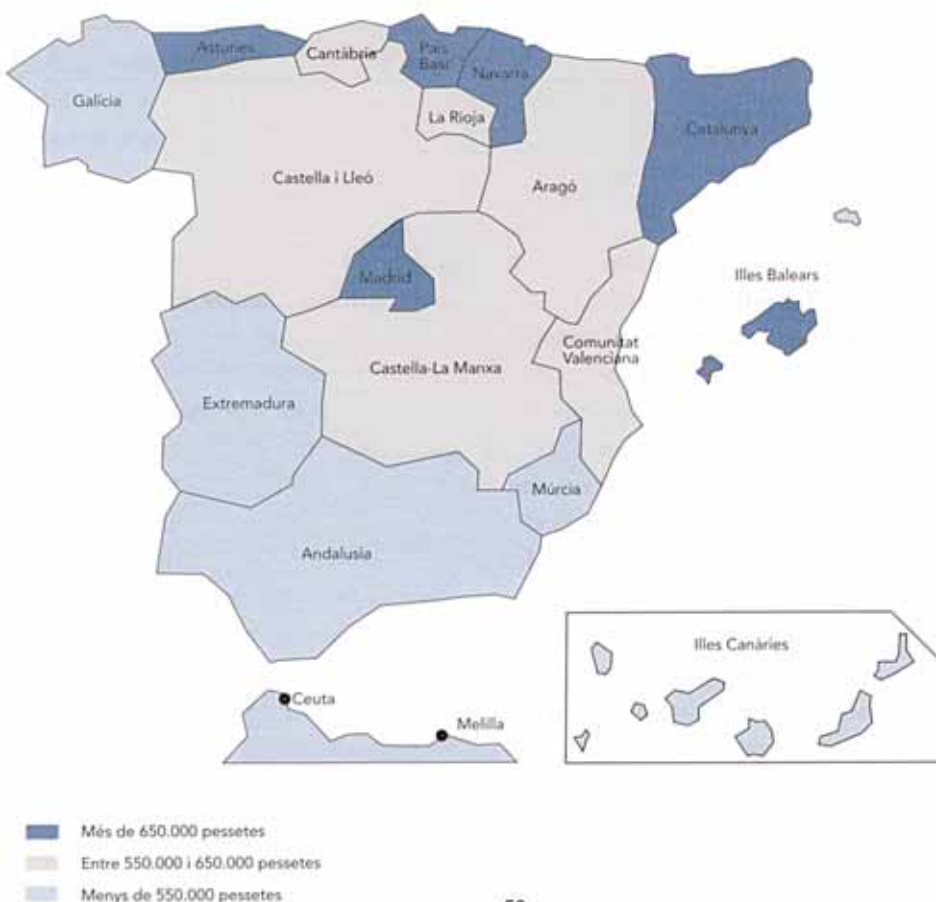 Astúries
Cantàbria
País
Basc
Navarra
Galícia
La Rioja
Catalunya
Castella i Lleó
Aragó
Madrid
Illes Balears
Comunitat
Valenciana
Castella-La Manxa
Extremadura
Múrcia
Andalusia
Illes Canàries
Ceuta
Melilla
Més de 650.000 pessetes
Entre 550.000 i 650.000 pessetes
Menys de 550.000 pessetes